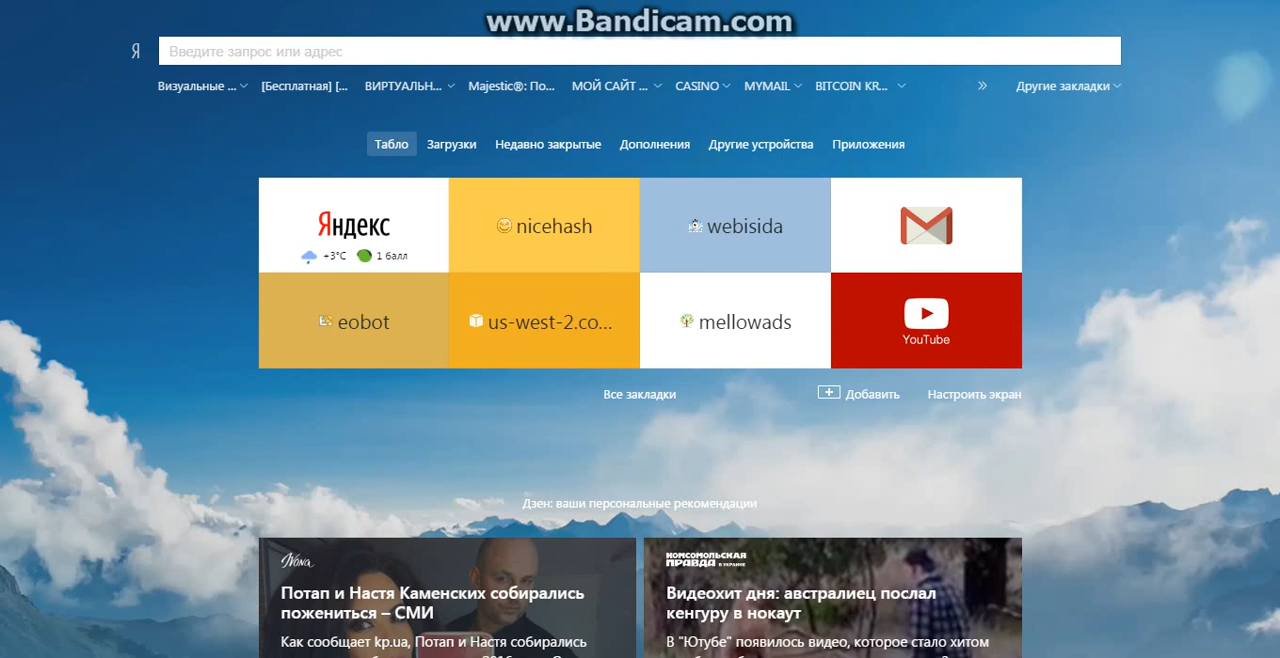 www.Bandicam.com
Я Введите запрос или адрес
Визуальные ... [Бесплатная] [... ВИРТУАЛЬН... Majestic®: По... МОЙ САЙТ ... CASINO MYMAIL BITCOIN KR... » Другие закладки
Табло Загрузки Недавно закрытые Дополнения Другие устройства Приложения
Яндекс nicehash webisida
+3°C 1 балл
eobot us-west-2.co... mellowads YouTube
Все закладки Добавить Настроить экран
Дзен: ваши персональные рекомендации
Nona
Потап и Настя Каменских собирались
пожениться – СМИ
Как сообщает kp.ua, Потап и Настя собирались
КОМСОМОЛЬСКАЯ
ПРАВДА В УКРАИНЕ
Видеохит дня: австралиец послал
кенгуру в нокаут
В "Ютубе" появилось видео, которое стало хитом